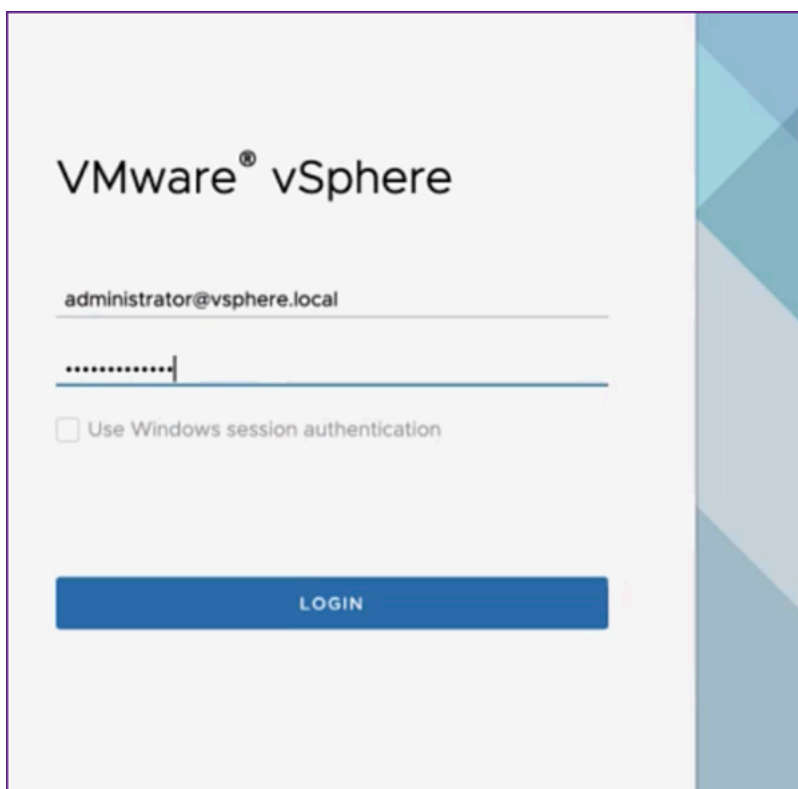 VMware® vSphere
administrator@vsphere.local
•••••••••••••
Use Windows session authentication
LOGIN